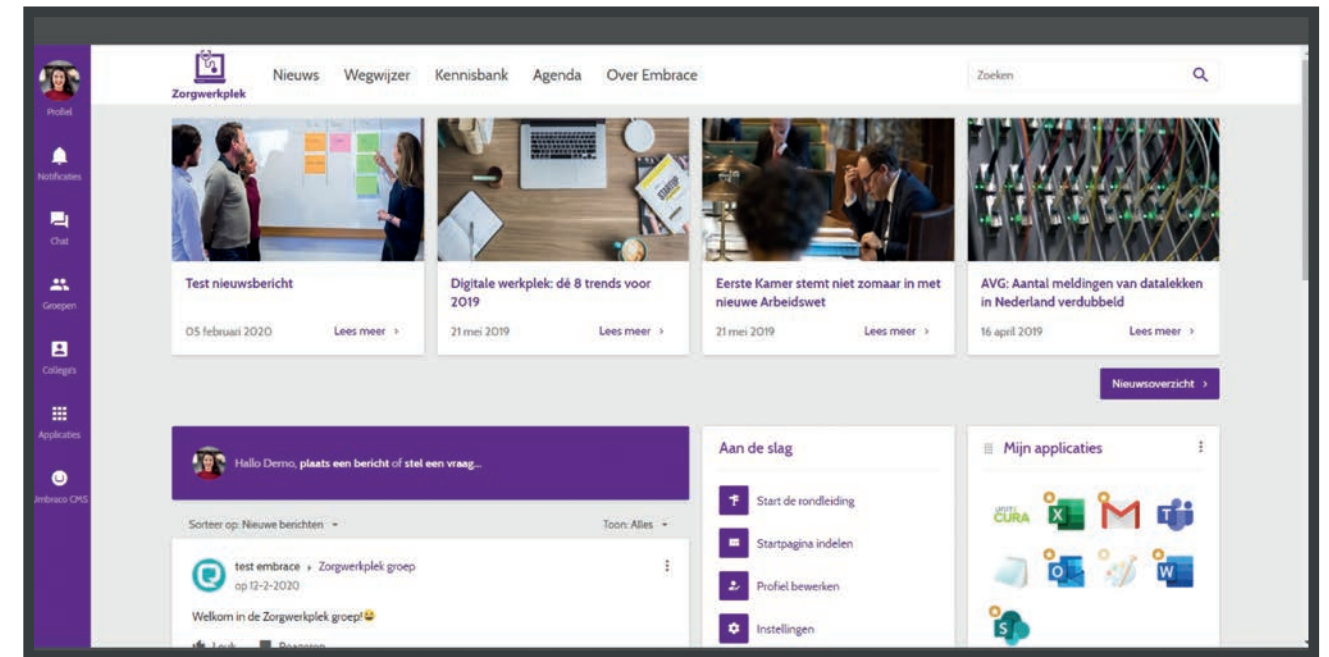 Profiel
Notificaties
Chat
Groepen
Collega's
Applicaties
Umbraco CMS
Zorgwerkplek
Nieuws Wegwijzer Kennisbank Agenda Over Embrace
Zoeken
STARTUP
Test nieuwsbericht
05 februari 2020 Lees meer >
Digitale werkplek: dé 8 trends voor
2019
21 mei 2019 Lees meer >
Eerste Kamer stemt niet zomaar in met
nieuwe Arbeidswet
21 mei 2019 Lees meer >
AVG: Aantal meldingen van datalekken
in Nederland verdubbeld
16 april 2019 Lees meer >
Nieuwsoverzicht >
Hallo Demo, plaats een bericht of stel een vraag...
Sorteer op: Nieuwe berichten
Toon: Alles
test embrace › Zorgwerkplek groep
op 12-2-2020
Welkom in de Zorgwerkplek groep!😀
Leuk Reageren
Aan de slag
Start de rondleiding
Startpagina indelen
Profiel bewerken
Instellingen
Mijn applicaties
UNIT4
CURA